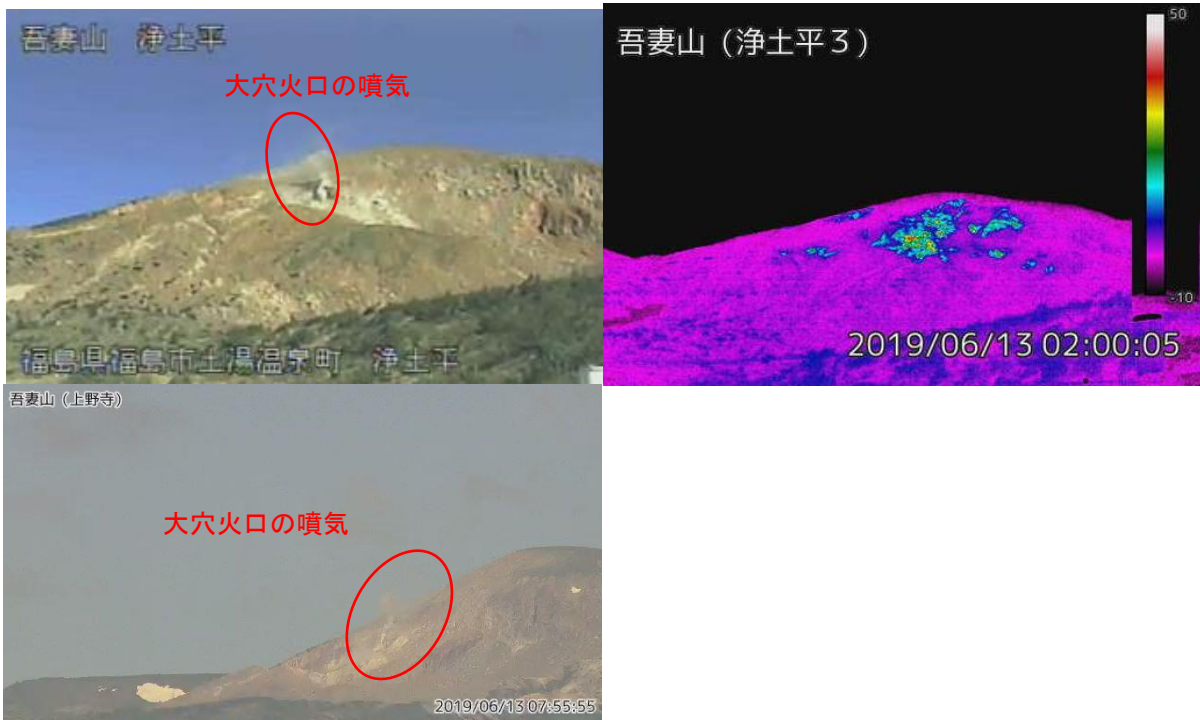 吾妻山 浄土平
大穴火口の噴気
福島県福島市土湯温泉町 浄土平
吾妻山（浄土平３）
50
-10
2019/06/13 02:00:05
吾妻山（上野寺）
大穴火口の噴気
2019/06/13 07:55:55